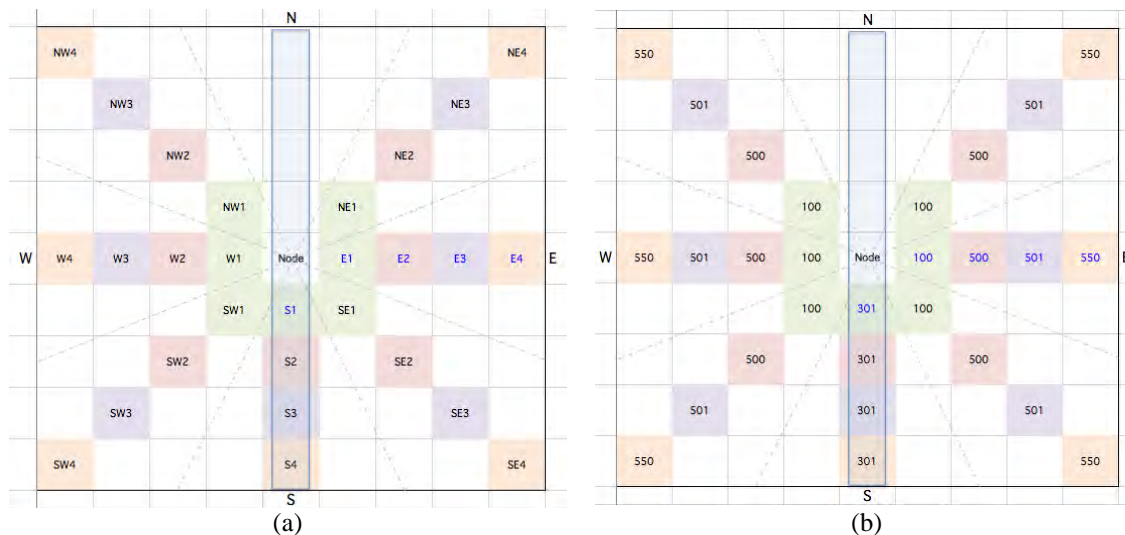 N
NW4 NE4
NW3 NE3
NW2 NE2
NW1 NE1
W W4 W3 W2 W1 Node E1 E2 E3 E4 E
SW1 S1 SE1
SW2 S2 SE2
SW3 S3 SE3
SW4 S4 SE4
S
(a)
N
550 550
501 501
500 500
100 100
W 550 501 500 100 Node 100 500 501 550 E
100 301 100
500 301 500
501 301 501
550 301 550
S
(b)